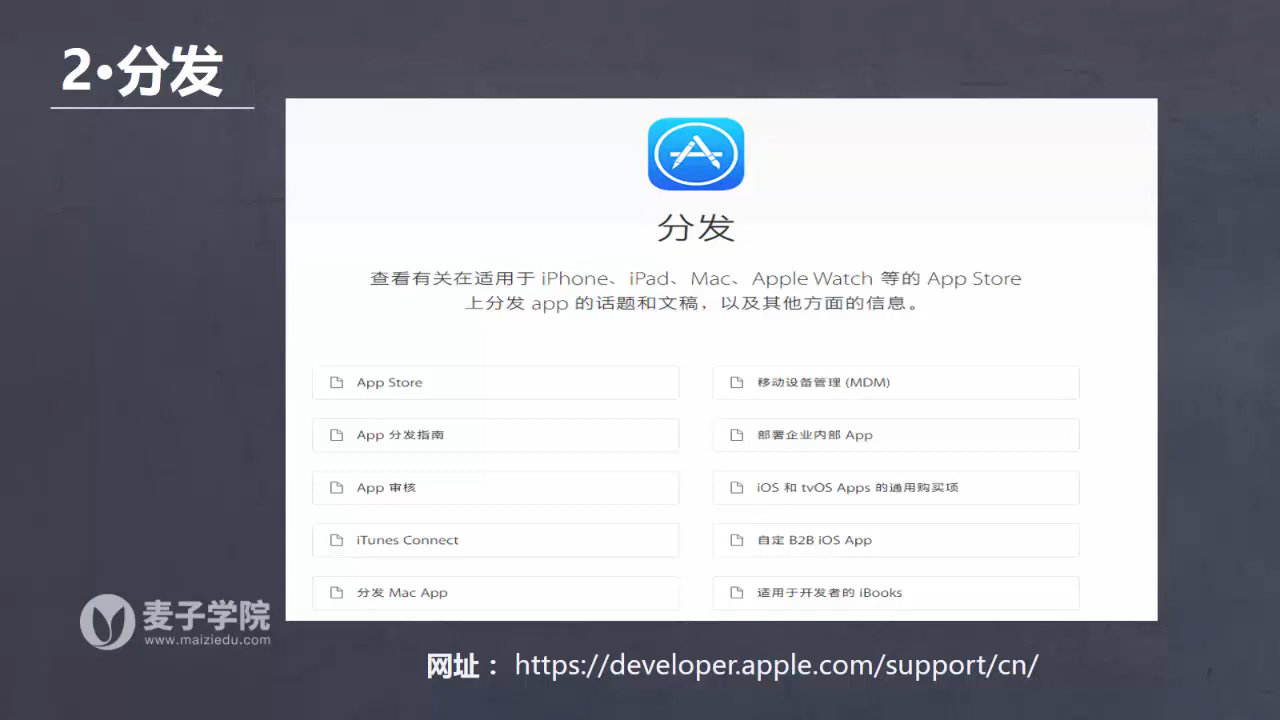 2·分发
分发
查看有关在适用于 iPhone、iPad、Mac、Apple Watch 等的 App Store
上分发 app 的话题和文稿，以及其他方面的信息。
App Store
移动设备管理 (MDM)
App 分发指南
部署企业内部 App
App 审核
iOS 和 tvOS Apps 的通用购买项
iTunes Connect
自定 B2B iOS App
分发 Mac App
适用于开发者的 iBooks
麦子学院
www.maiziedu.com
网址： https://developer.apple.com/support/cn/